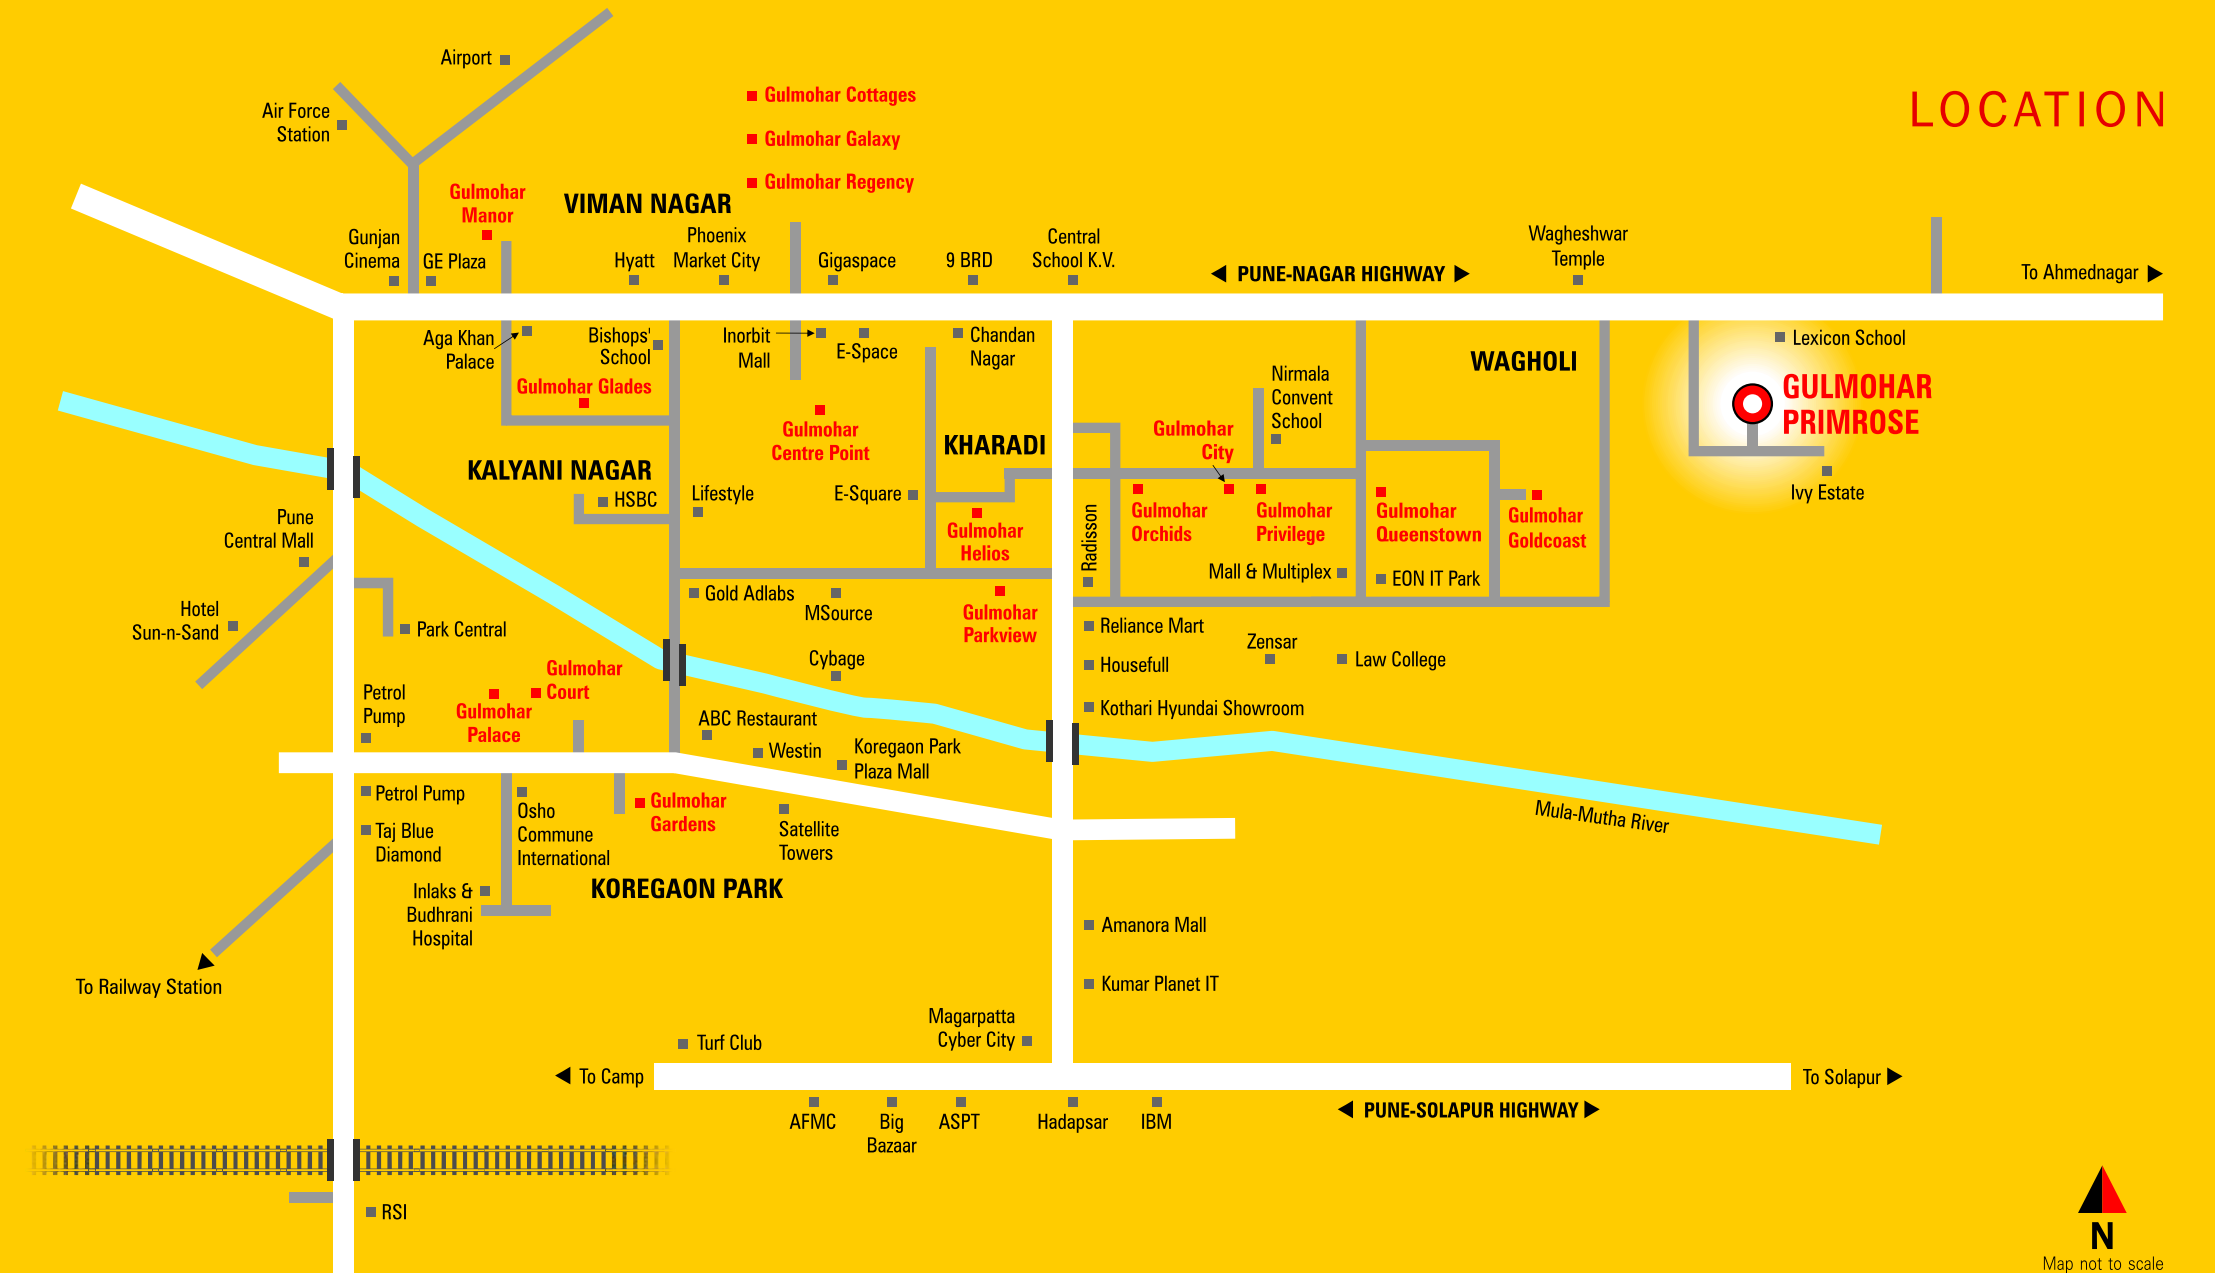 LOCATION
Airport
Air Force
Station
Gulmohar Cottages
Gulmohar Galaxy
Gulmohar Regency
Gulmohar
Manor
VIMAN NAGAR
Gunjan
Cinema
GE Plaza
Hyatt
Phoenix
Market City
Gigaspace
9 BRD
Central
School K.V.
PUNE-NAGAR HIGHWAY
Wagheshwar
Temple
To Ahmednagar
Aga Khan
Palace
Bishops'
School
Gulmohar Glades
Inorbit
Mall
E-Space
Chandan
Nagar
Nirmala
Convent
School
WAGHOLI
Lexicon School
GULMOHAR
PRIMROSE
Ivy Estate
KALYANI NAGAR
HSBC
Lifestyle
Gulmohar
Centre Point
KHARADI
E-Square
Gulmohar
Helios
Radisson
Gulmohar
City
Gulmohar
Orchids
Gulmohar
Privilege
Gulmohar
Queenstown
Gulmohar
Goldcoast
Mall & Multiplex
EON IT Park
Pune
Central Mall
Hotel
Sun-n-Sand
Park Central
Gold Adlabs
MSource
Gulmohar
Parkview
Reliance Mart
Zensar
Law College
Housefull
Kothari Hyundai Showroom
Cybage
Petrol
Pump
Gulmohar
Court
Gulmohar
Palace
ABC Restaurant
Westin
Koregaon Park
Plaza Mall
Mula-Mutha River
Petrol Pump
Taj Blue
Diamond
Osho
Commune
International
Gulmohar
Gardens
Satellite
Towers
Inlaks &
Budhrani
Hospital
KOREGAON PARK
Amanora Mall
To Railway Station
Kumar Planet IT
Magarpatta
Cyber City
Turf Club
To Camp
To Solapur
PUNE-SOLAPUR HIGHWAY
AFMC
Big
Bazaar
ASPT
Hadapsar
IBM
RSI
N
Map not to scale